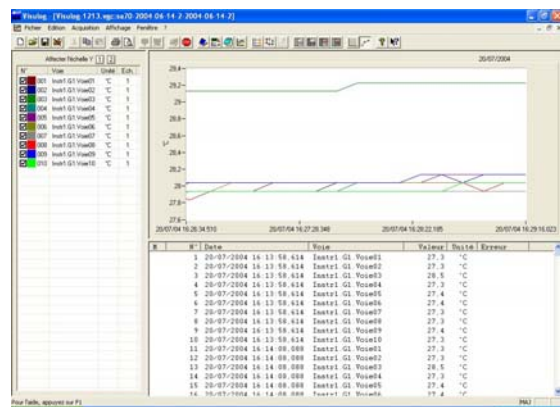 Visulog - [Visulog-1213.vgc:na70-2004-06-14-2 2004-06-14-2]
Fichier Edition Acquisition Affichage Fenêtre ?
Affecter l'échelle Y 1 2
N° Voie Unité Ech.
001 Instr1.G1.Voie01 °C 1
002 Instr1.G1.Voie02 °C 1
003 Instr1.G1.Voie03 °C 1
004 Instr1.G1.Voie04 °C 1
005 Instr1.G1.Voie05 °C 1
006 Instr1.G1.Voie06 °C 1
007 Instr1.G1.Voie07 °C 1
008 Instr1.G1.Voie08 °C 1
009 Instr1.G1.Voie09 °C 1
010 Instr1.G1.Voie10 °C 1
20/07/2004
29.4
29.2
29
28.8
28.6
°C
28.4
28.2
28
27.8
27.6
20/07/04 16:26:34.510 20/07/04 16:27:28.348 20/07/04 16:28:22.185 20/07/04 16:29:16.023
N N° Date Voie Valeur Unité Erreur
1 20/07/2004 16:13:58.614 Instr1.G1.Voie01 27.3 °C
2 20/07/2004 16:13:58.614 Instr1.G1.Voie02 27.3 °C
3 20/07/2004 16:13:58.614 Instr1.G1.Voie03 28.5 °C
4 20/07/2004 16:13:58.614 Instr1.G1.Voie04 27.3 °C
5 20/07/2004 16:13:58.614 Instr1.G1.Voie05 27.4 °C
6 20/07/2004 16:13:58.614 Instr1.G1.Voie06 27.4 °C
7 20/07/2004 16:13:58.614 Instr1.G1.Voie07 27.3 °C
8 20/07/2004 16:13:58.614 Instr1.G1.Voie08 27.3 °C
9 20/07/2004 16:13:58.614 Instr1.G1.Voie09 27.4 °C
10 20/07/2004 16:13:58.614 Instr1.G1.Voie10 27.3 °C
11 20/07/2004 16:14:08.088 Instr1.G1.Voie01 27.3 °C
12 20/07/2004 16:14:08.088 Instr1.G1.Voie02 27.3 °C
13 20/07/2004 16:14:08.088 Instr1.G1.Voie03 28.5 °C
14 20/07/2004 16:14:08.088 Instr1.G1.Voie04 27.3 °C
15 20/07/2004 16:14:08.088 Instr1.G1.Voie05 27.4 °C
16 20/07/2004 16:14:08.088 Instr1.G1.Voie06 27.4 °C
Pour l'aide, appuyez sur F1
MAJ